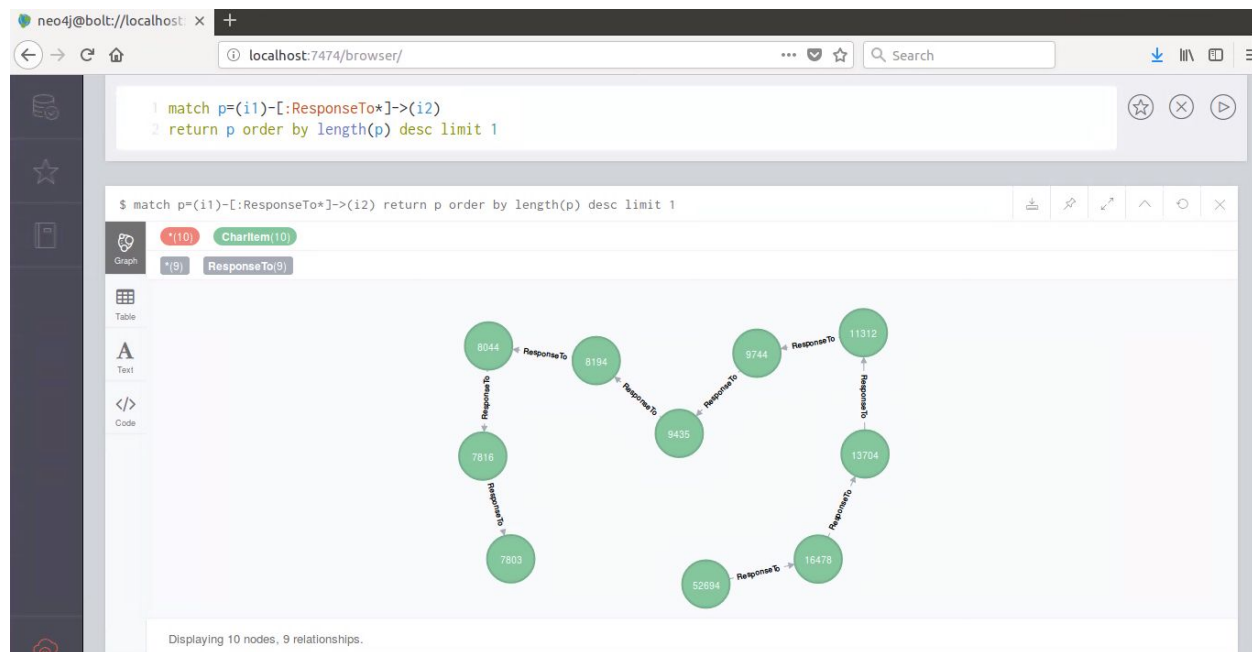 neo4j@bolt://localhost:
localhost:7474/browser/
Search
1 match p=(i1)-[:ResponseTo*]->(i2)
2 return p order by length(p) desc limit 1
$ match p=(i1)-[:ResponseTo*]->(i2) return p order by length(p) desc limit 1
Graph
*(10) CharItem(10)
*(9) ResponseTo(9)
Table
A
Text
</>
Code
11312
8044
ResponseTo
8194
9744
ResponseTo
ResponseTo
ResponseTo
ResponseTo
ResponseTo
9435
7816
13704
ResponseTo
ResponseTo
7803
16478
52694
ResponseTo
Displaying 10 nodes, 9 relationships.